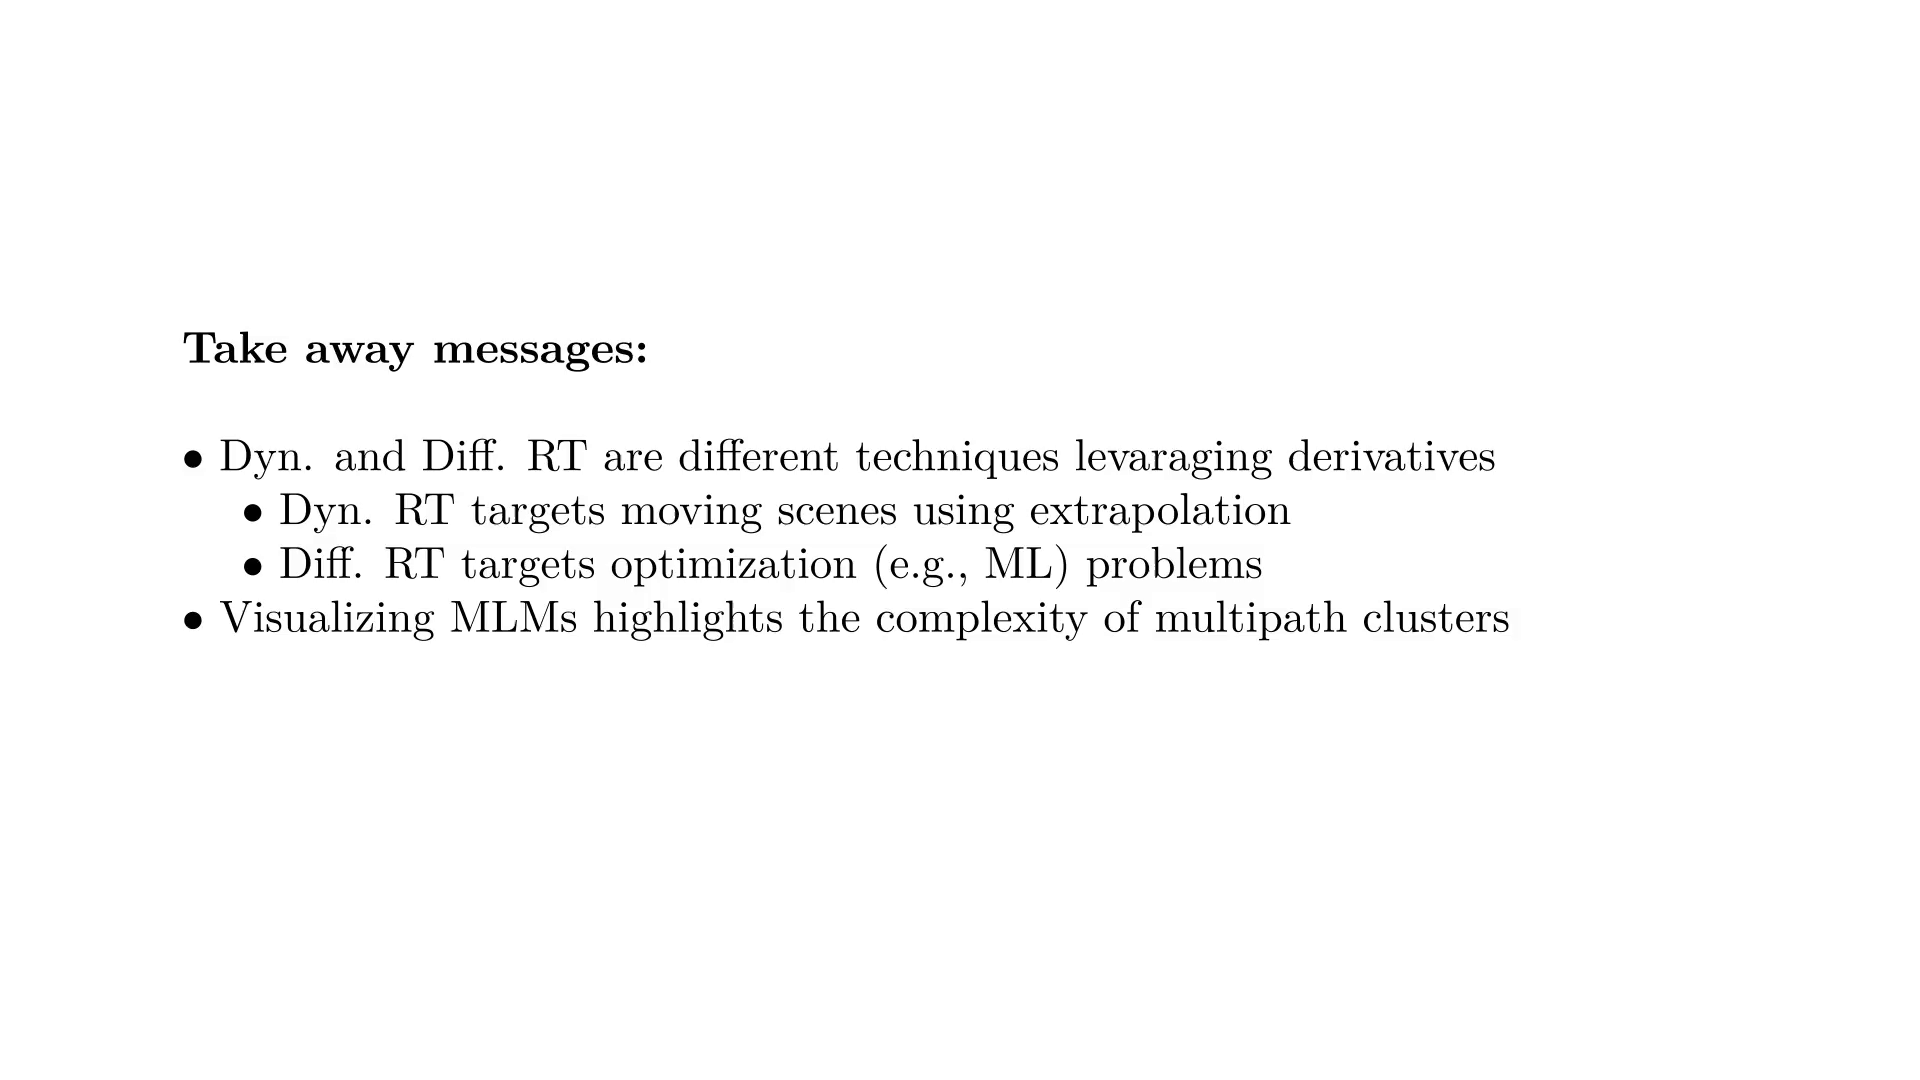 Take away messages:
• Dyn. and Diff. RT are different techniques levaraging derivatives
• Dyn. RT targets moving scenes using extrapolation
• Diff. RT targets optimization (e.g., ML) problems
• Visualizing MLMs highlights the complexity of multipath clusters